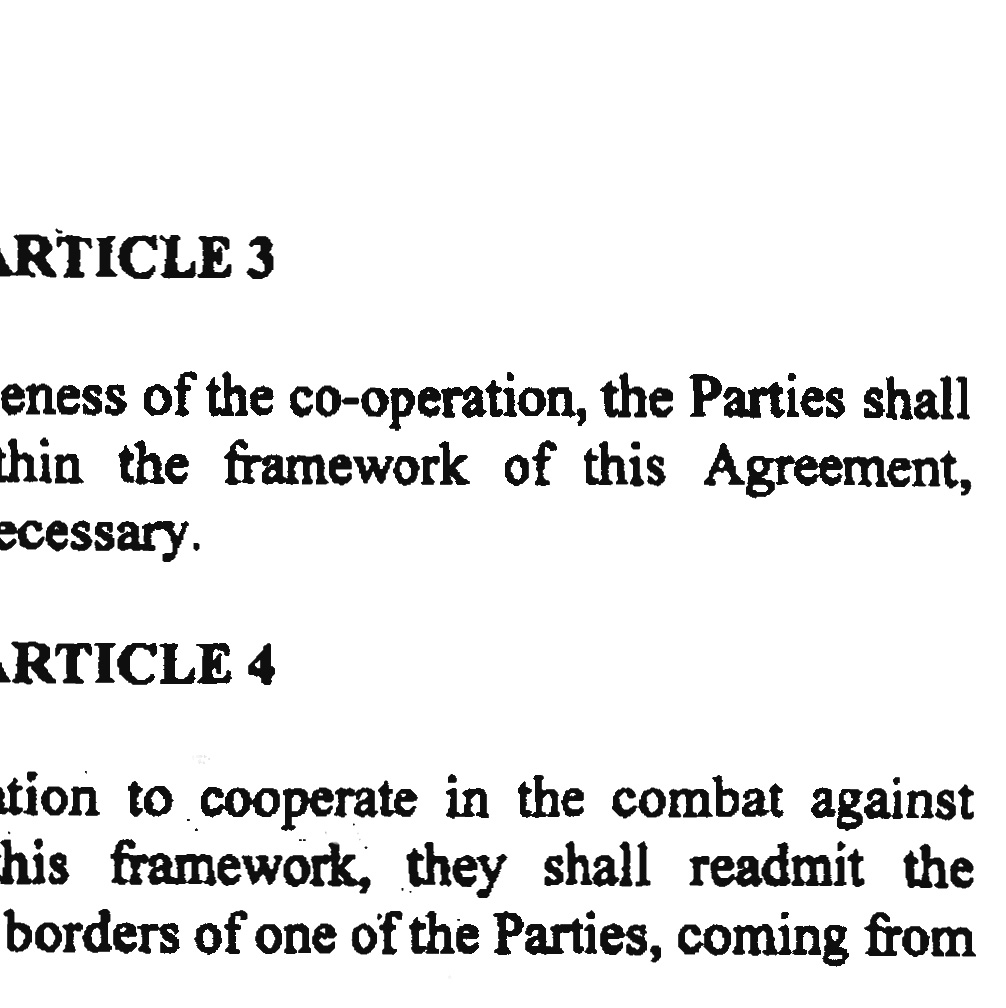 ARTICLE 3
eness of the co-operation, the Parties shall
thin the framework of this Agreement,
ecessary.
ARTICLE 4
ation to cooperate in the combat against
this framework, they shall readmit the
borders of one of the Parties, coming from